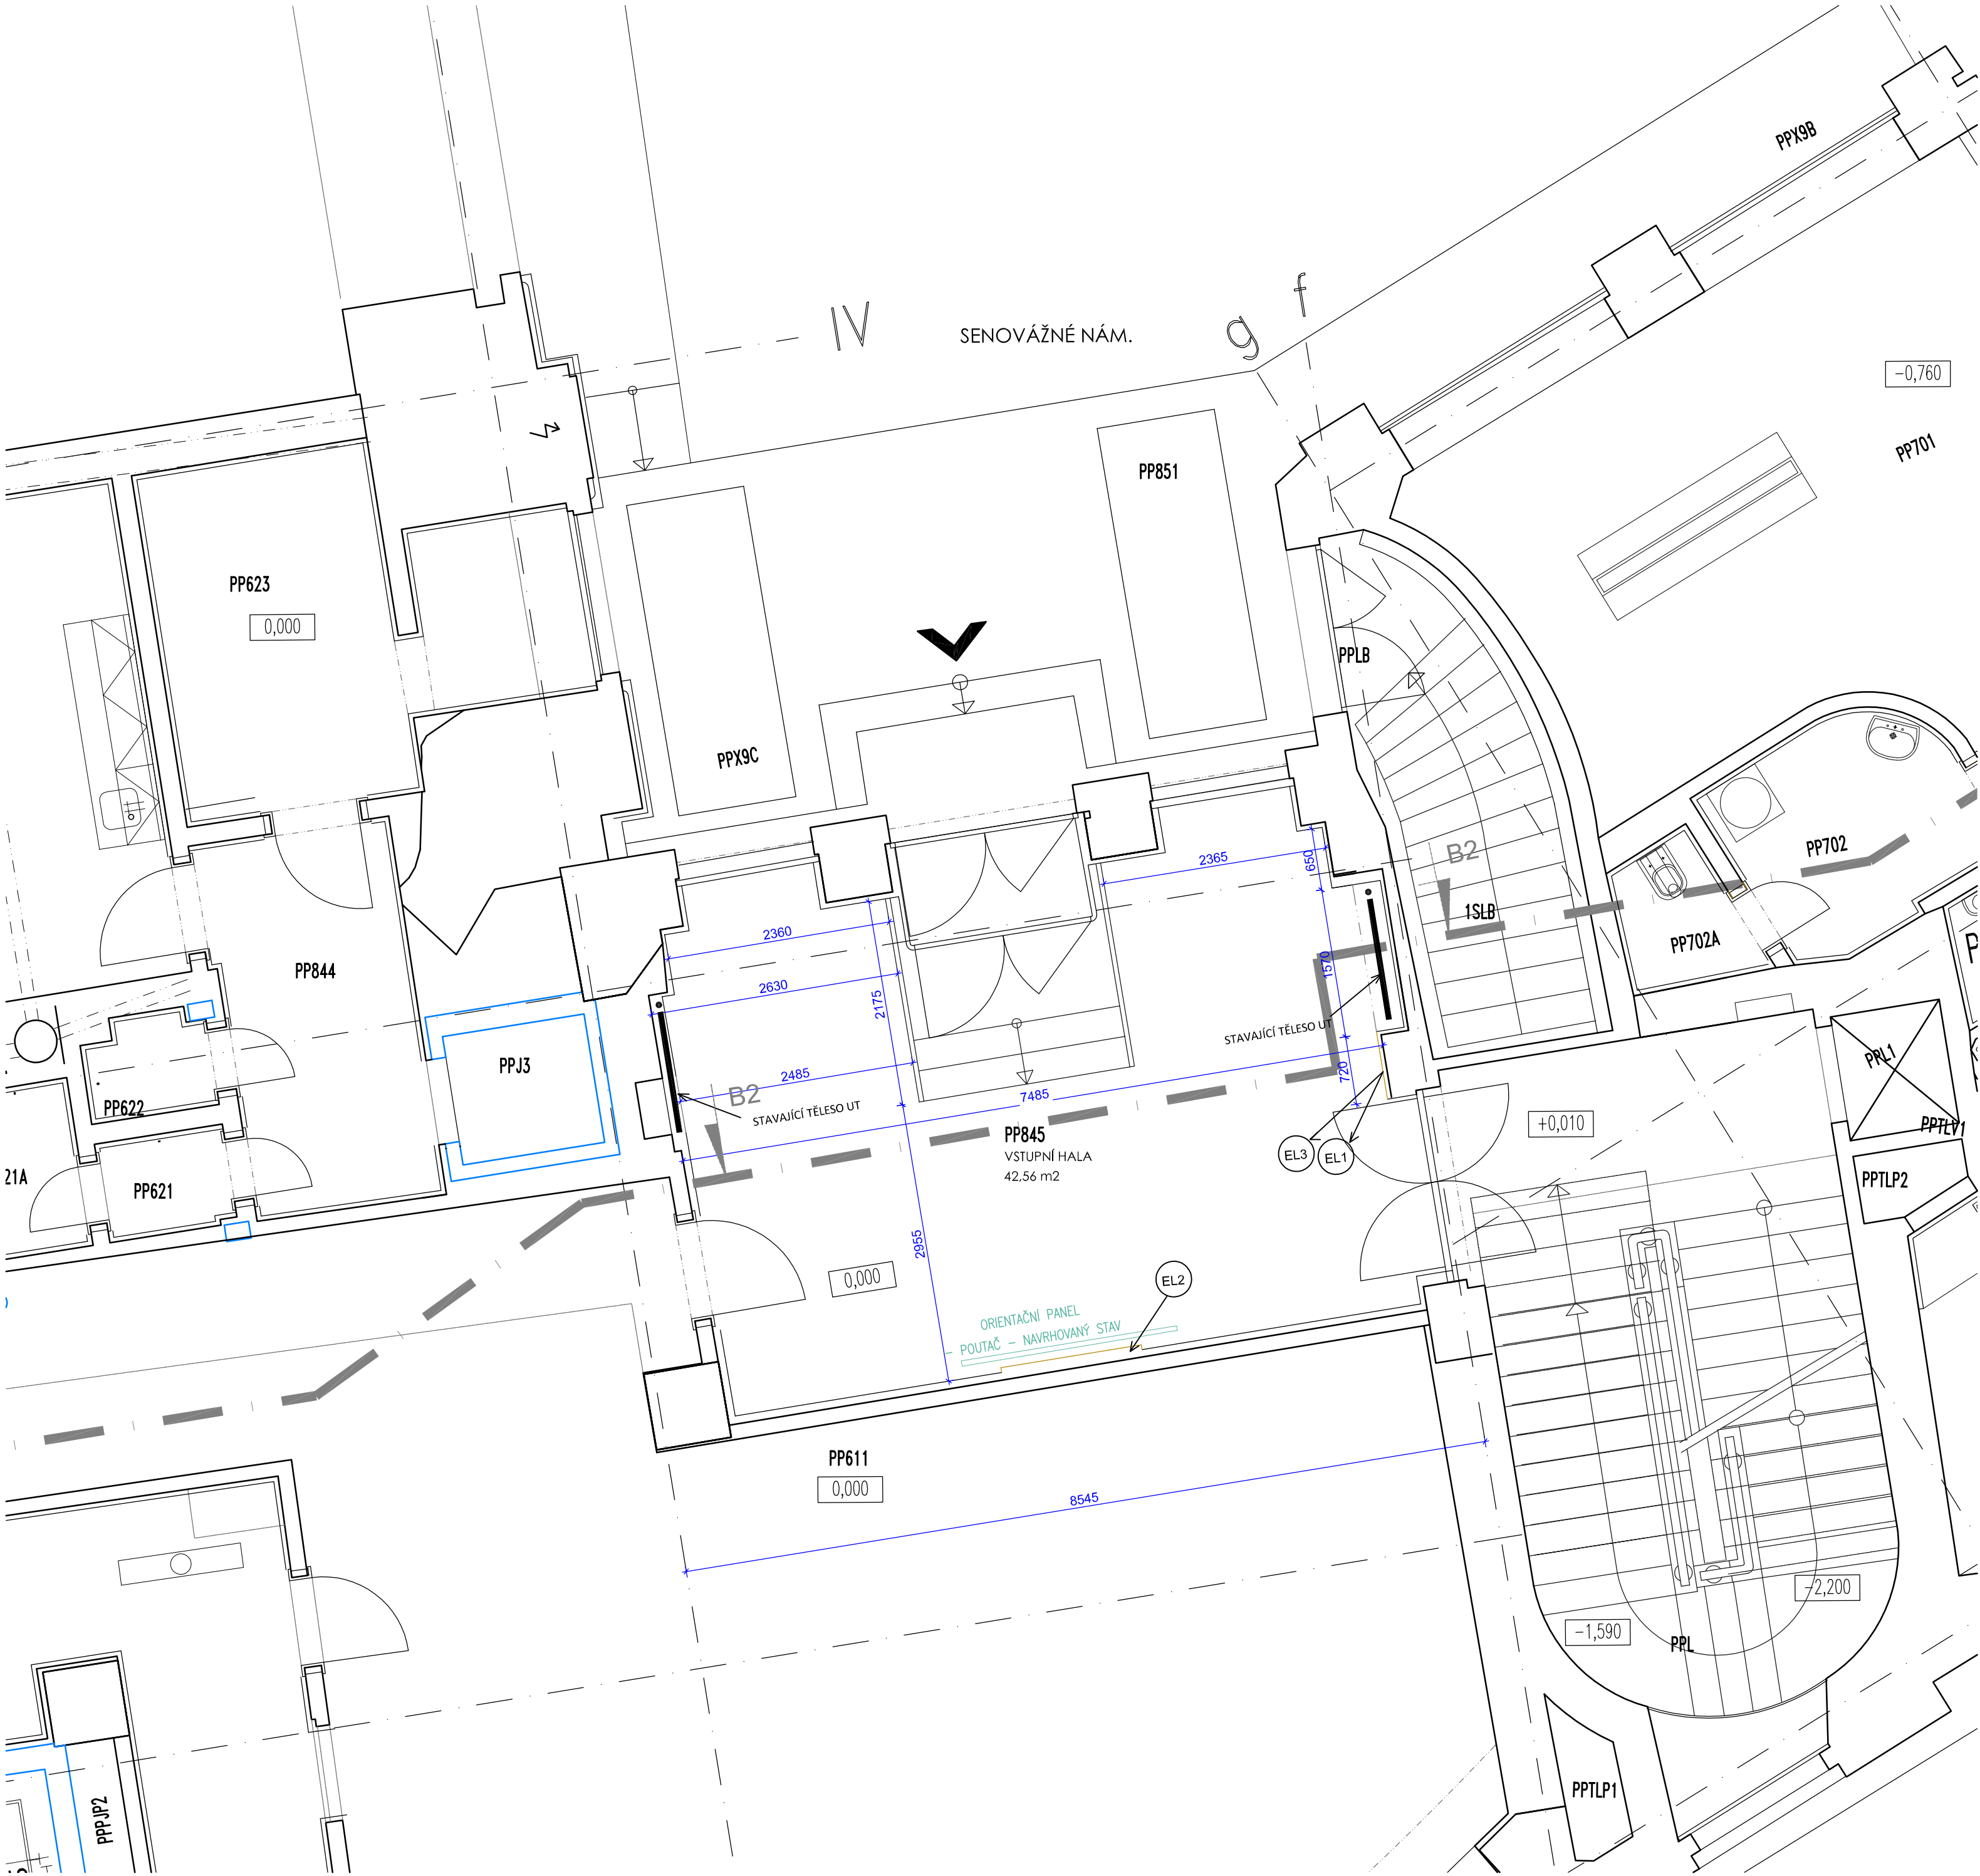 PPX9B
IV
SENOVÁŽNÉ NÁM.
g
f
-0,760
PP701
PP851
PP623
0,000
PPLB
PPX9C
2365
650
B2
PP702
1SLB
PP702A
2360
PP844
2630
2175
1570
STAVAJÍCÍ TĚLESO UT
PPJ3
2485
B2
STAVAJÍCÍ TĚLESO UT
7485
720
PPL1
PP622
+0,010
PPTLV1
PP845
VSTUPNÍ HALA
42,56 m2
EL3
EL1
21A
PP621
PPTLP2
2955
0,000
EL2
ORIENTAČNÍ PANEL
- POUTAČ - NAVRHOVANÝ STAV
PP611
0,000
8545
-2,200
-1,590
PPL
PPTLP1
PPPJP2